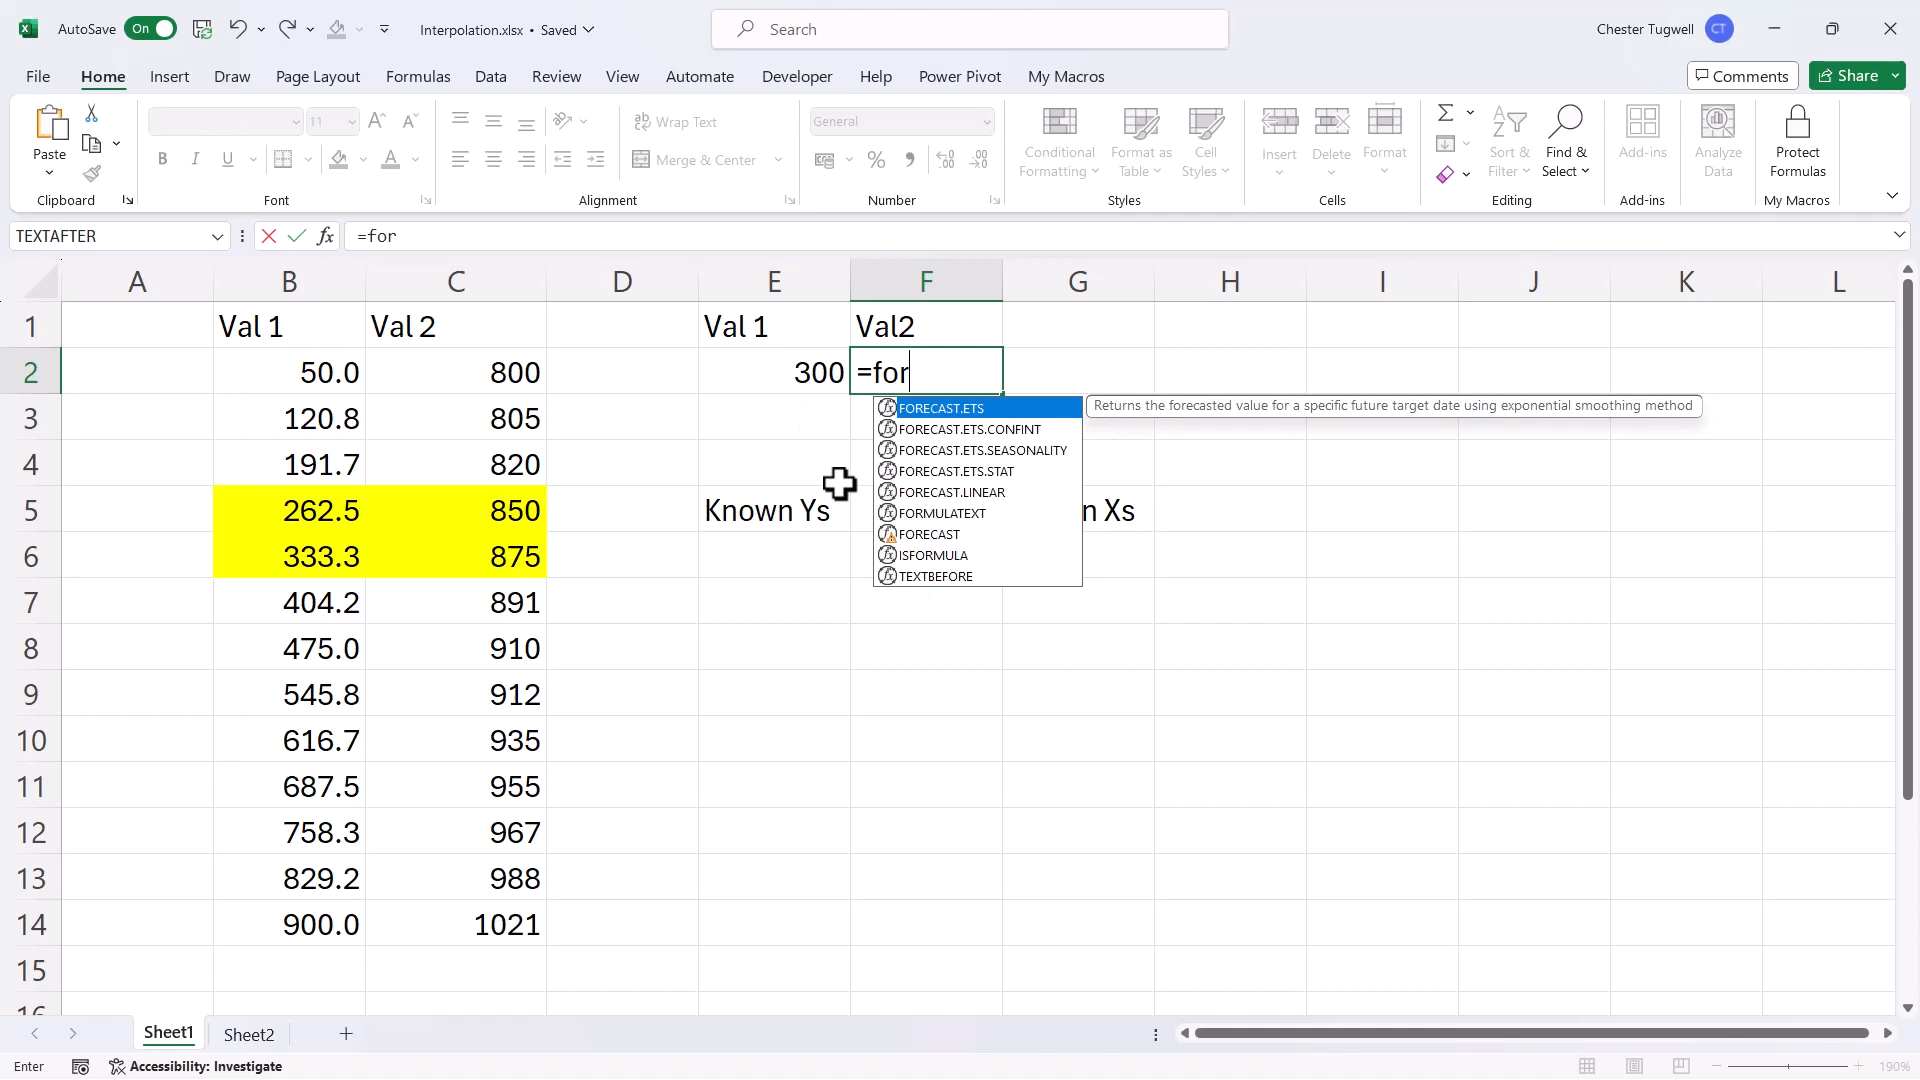 AutoSave On Interpolation.xlsx • Saved Search Chester Tugwell CT
File Home Insert Draw Page Layout Formulas Data Review View Automate Developer Help Power Pivot My Macros Comments Share
Paste 11 A A ab Wrap Text General Conditional Formatting Format as Table Cell Styles Insert Delete Format Sort & Filter Find & Select Add-ins Analyze Data Protect Formulas
B I U A Merge & Center % 9
Clipboard Font Alignment Number Styles Cells Editing Add-ins My Macros
TEXTAFTER fx =for
A B C D E F G H I J K L
1 Val 1 Val 2 Val 1 Val2
2 50.0 800 300 =for
3 120.8 805
4 191.7 820
5 262.5 850 Known Ys n Xs
6 333.3 875
7 404.2 891
8 475.0 910
9 545.8 912
10 616.7 935
11 687.5 955
12 758.3 967
13 829.2 988
14 900.0 1021
15
16
FORECAST.ETS Returns the forecasted value for a specific future target date using exponential smoothing method
FORECAST.ETS.CONFINT
FORECAST.ETS.SEASONALITY
FORECAST.ETS.STAT
FORECAST.LINEAR
FORMULATEXT
FORECAST
ISFORMULA
TEXTBEFORE
Sheet1 Sheet2
Enter Accessibility: Investigate 190%